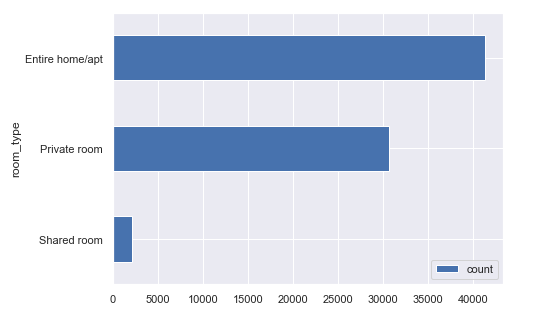 Entire home/apt
Private room
Shared room
room_type
count
0 5000 10000 15000 20000 25000 30000 35000 40000